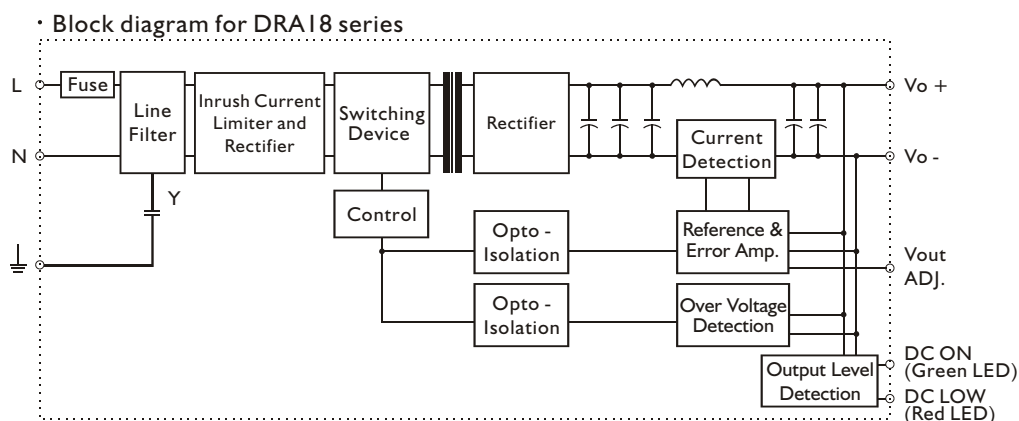 · Block diagram for DRA18 series
L
Fuse
Line
Filter
Inrush Current
Limiter and
Rectifier
Switching
Device
Rectifier
Vo +
N
Current
Detection
Vo -
Y
Control
Opto -
Isolation
Reference &
Error Amp.
Vout
ADJ.
Opto -
Isolation
Over Voltage
Detection
Output Level
Detection
DC ON
(Green LED)
DC LOW
(Red LED)